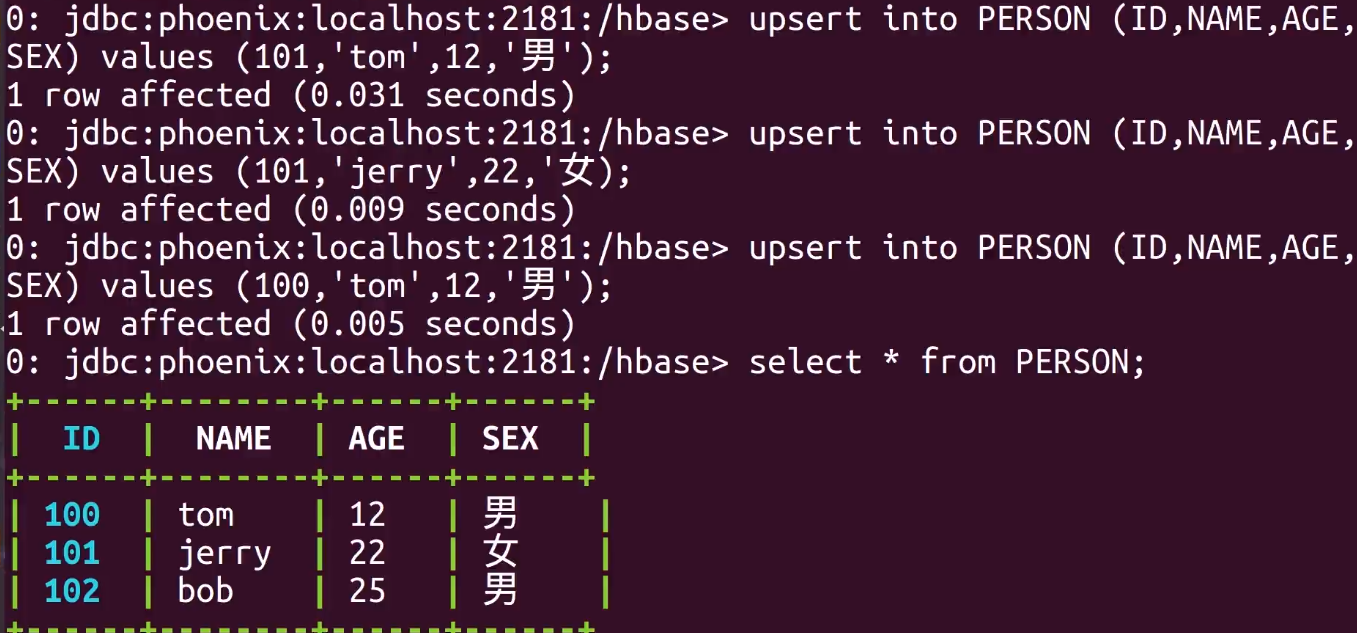 0: jdbc:phoenix:localhost:2181:/hbase> upsert into PERSON (ID,NAME,AGE,
SEX) values (101,'tom',12,'男');
1 row affected (0.031 seconds)
0: jdbc:phoenix:localhost:2181:/hbase> upsert into PERSON (ID,NAME,AGE,
SEX) values (101,'jerry',22,'女);
1 row affected (0.009 seconds)
0: jdbc:phoenix:localhost:2181:/hbase> upsert into PERSON (ID,NAME,AGE,
SEX) values (100,'tom',12,'男');
1 row affected (0.005 seconds)
0: jdbc:phoenix:localhost:2181:/hbase> select * from PERSON;
+------+--------+------+------+
| ID | NAME | AGE | SEX |
+------+--------+------+------+
| 100 | tom | 12 | 男 |
| 101 | jerry | 22 | 女 |
| 102 | bob | 25 | 男 |
+------+--------+------+------+